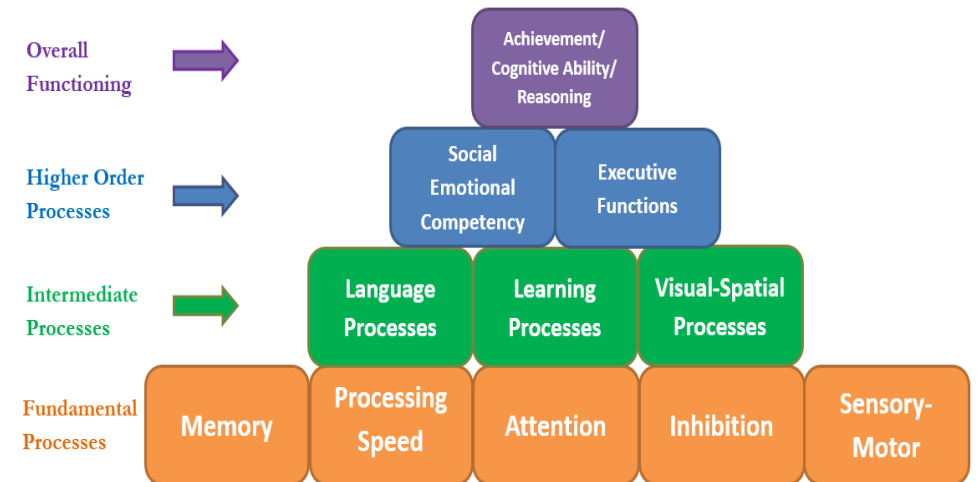 Overall
Functioning
Achievement/
Cognitive Ability/
Reasoning
Higher Order
Processes
Social
Emotional
Competency
Executive
Functions
Intermediate
Processes
Language
Processes
Learning
Processes
Visual-Spatial
Processes
Fundamental
Processes
Memory
Processing
Speed
Attention
Inhibition
Sensory-
Motor